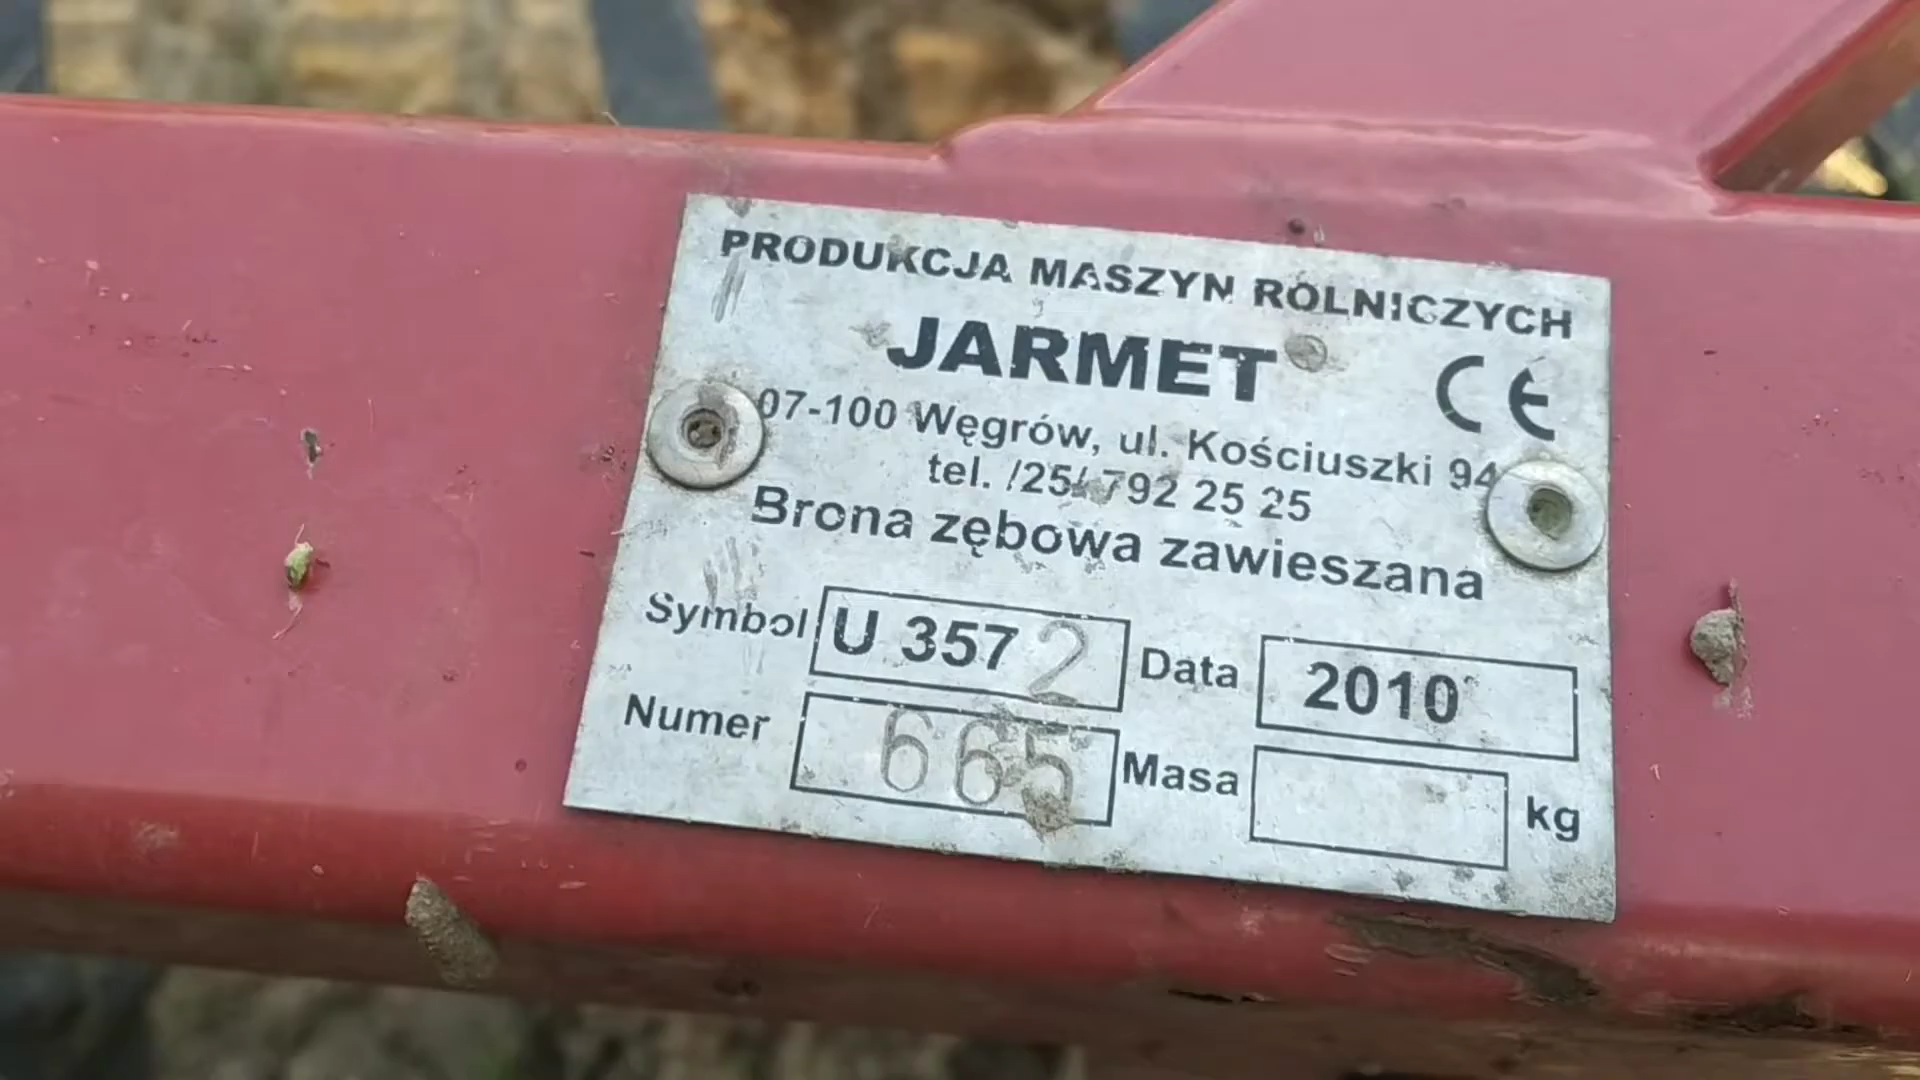 PRODUKCJA MASZYN ROLNICZYCH
JARMET
CE
07-100 Węgrów, ul. Kościuszki 94
tel. /25/ 792 25 25
Brona zębowa zawieszana
Symbol U 357 2 Data 2010
Numer 665 Masa kg